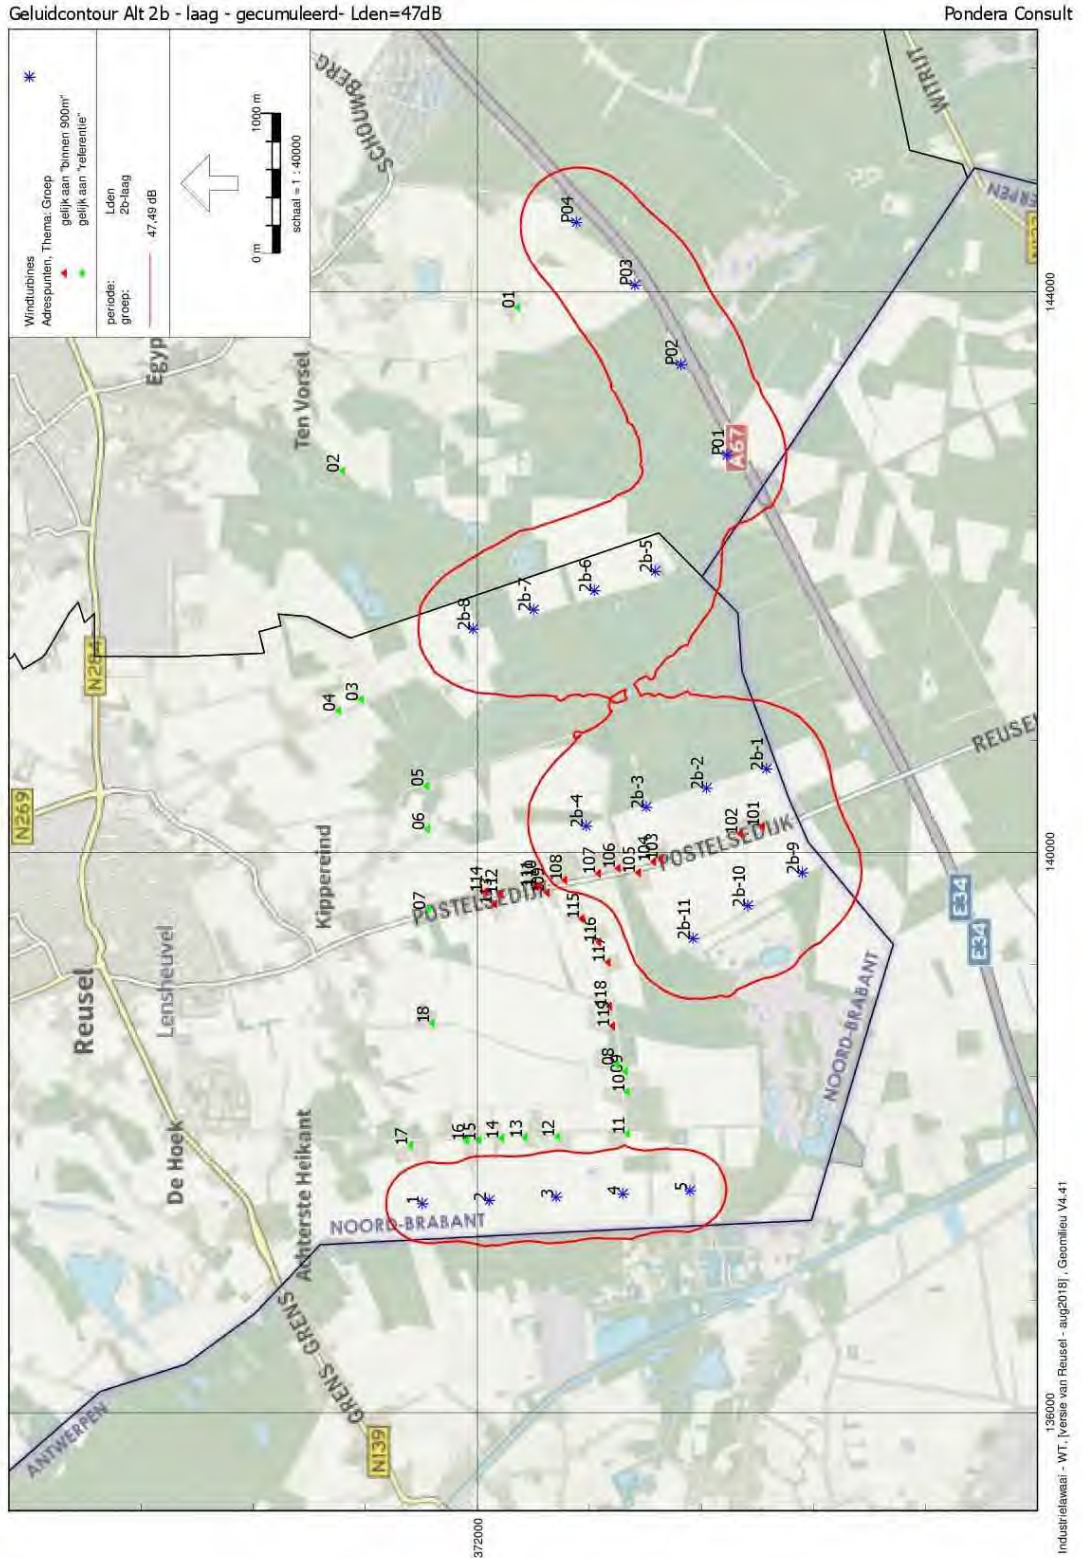 Geluidcontour Alt 2b - laag - gecumuleerd- Lden=47dB
Pondera Consult
Windturbines
Adrespunten, Thema: Groep
gelijk aan "binnen 900m"
gelijk aan "referentie"
periode: Lden
groep: 2b-laag
47,49 dB
0 m 1000 m
schaal = 1 : 40000
SCHOUWBERG
WITRIJT
Egyp
Ten Vorsel
N284
N269
Reusel
Lensheuvel
Kippereind
De Hoek
Achterste Heikant
GRENS
GRENS
N139
ANTWERPEN
NOORD-BRABANT
NOORD-BRABANT
POSTELSEDIJK
POSTELSEDIJK
REUSEL
E34
E34
A67
ERPEN
P04
P03
P02
P01
01
02
03
04
05
06
07
18
17
16
15
14
13
12
11
10
09
08
119
118
117
116
115
114
112
109
108
107
106
105
104
103
102
101
2b-8
2b-7
2b-6
2b-5
2b-4
2b-3
2b-2
2b-1
2b-11
2b-10
2b-9
1
2
3
4
5
144000
140000
136000
372000
Industrielawaai - WT, [versie van Reusel - aug2018] , Geomilieu V4.41